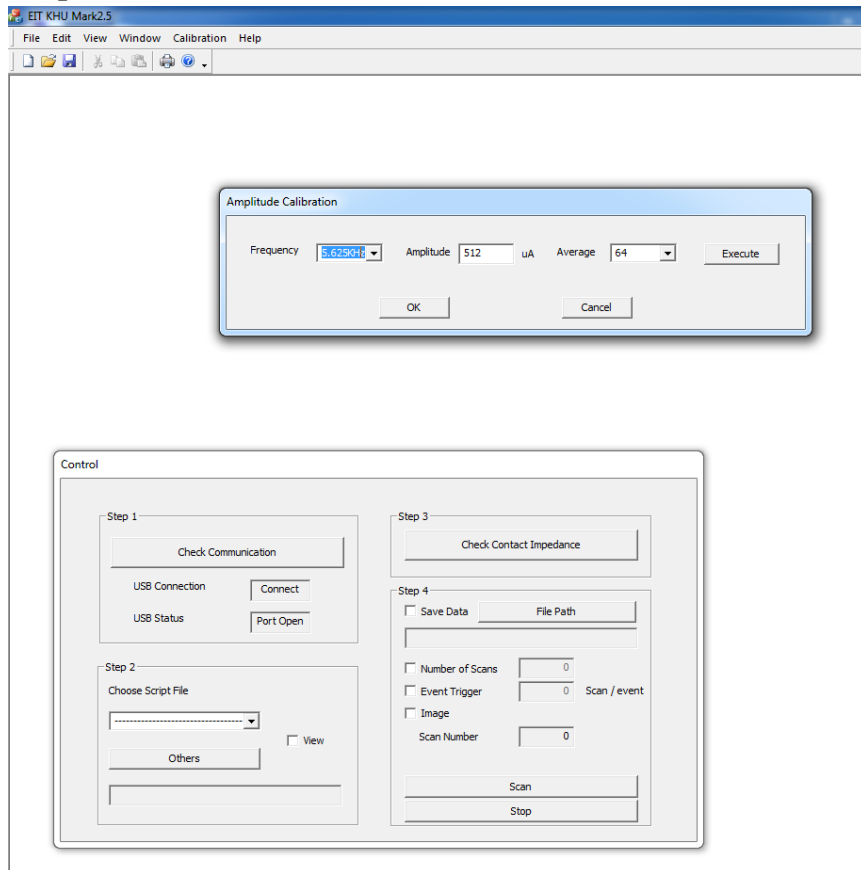 EIT KHU Mark2.5
File Edit View Window Calibration Help
Amplitude Calibration
Frequency 5.625KHz Amplitude 512 uA Average 64 Execute
OK Cancel
Control
Step 1
Check Communication
USB Connection Connect
USB Status Port Open
Step 2
Choose Script File
-----------------------------------
View
Others
Step 3
Check Contact Impedance
Step 4
Save Data File Path
Number of Scans 0
Event Trigger 0 Scan / event
Image
Scan Number 0
Scan
Stop